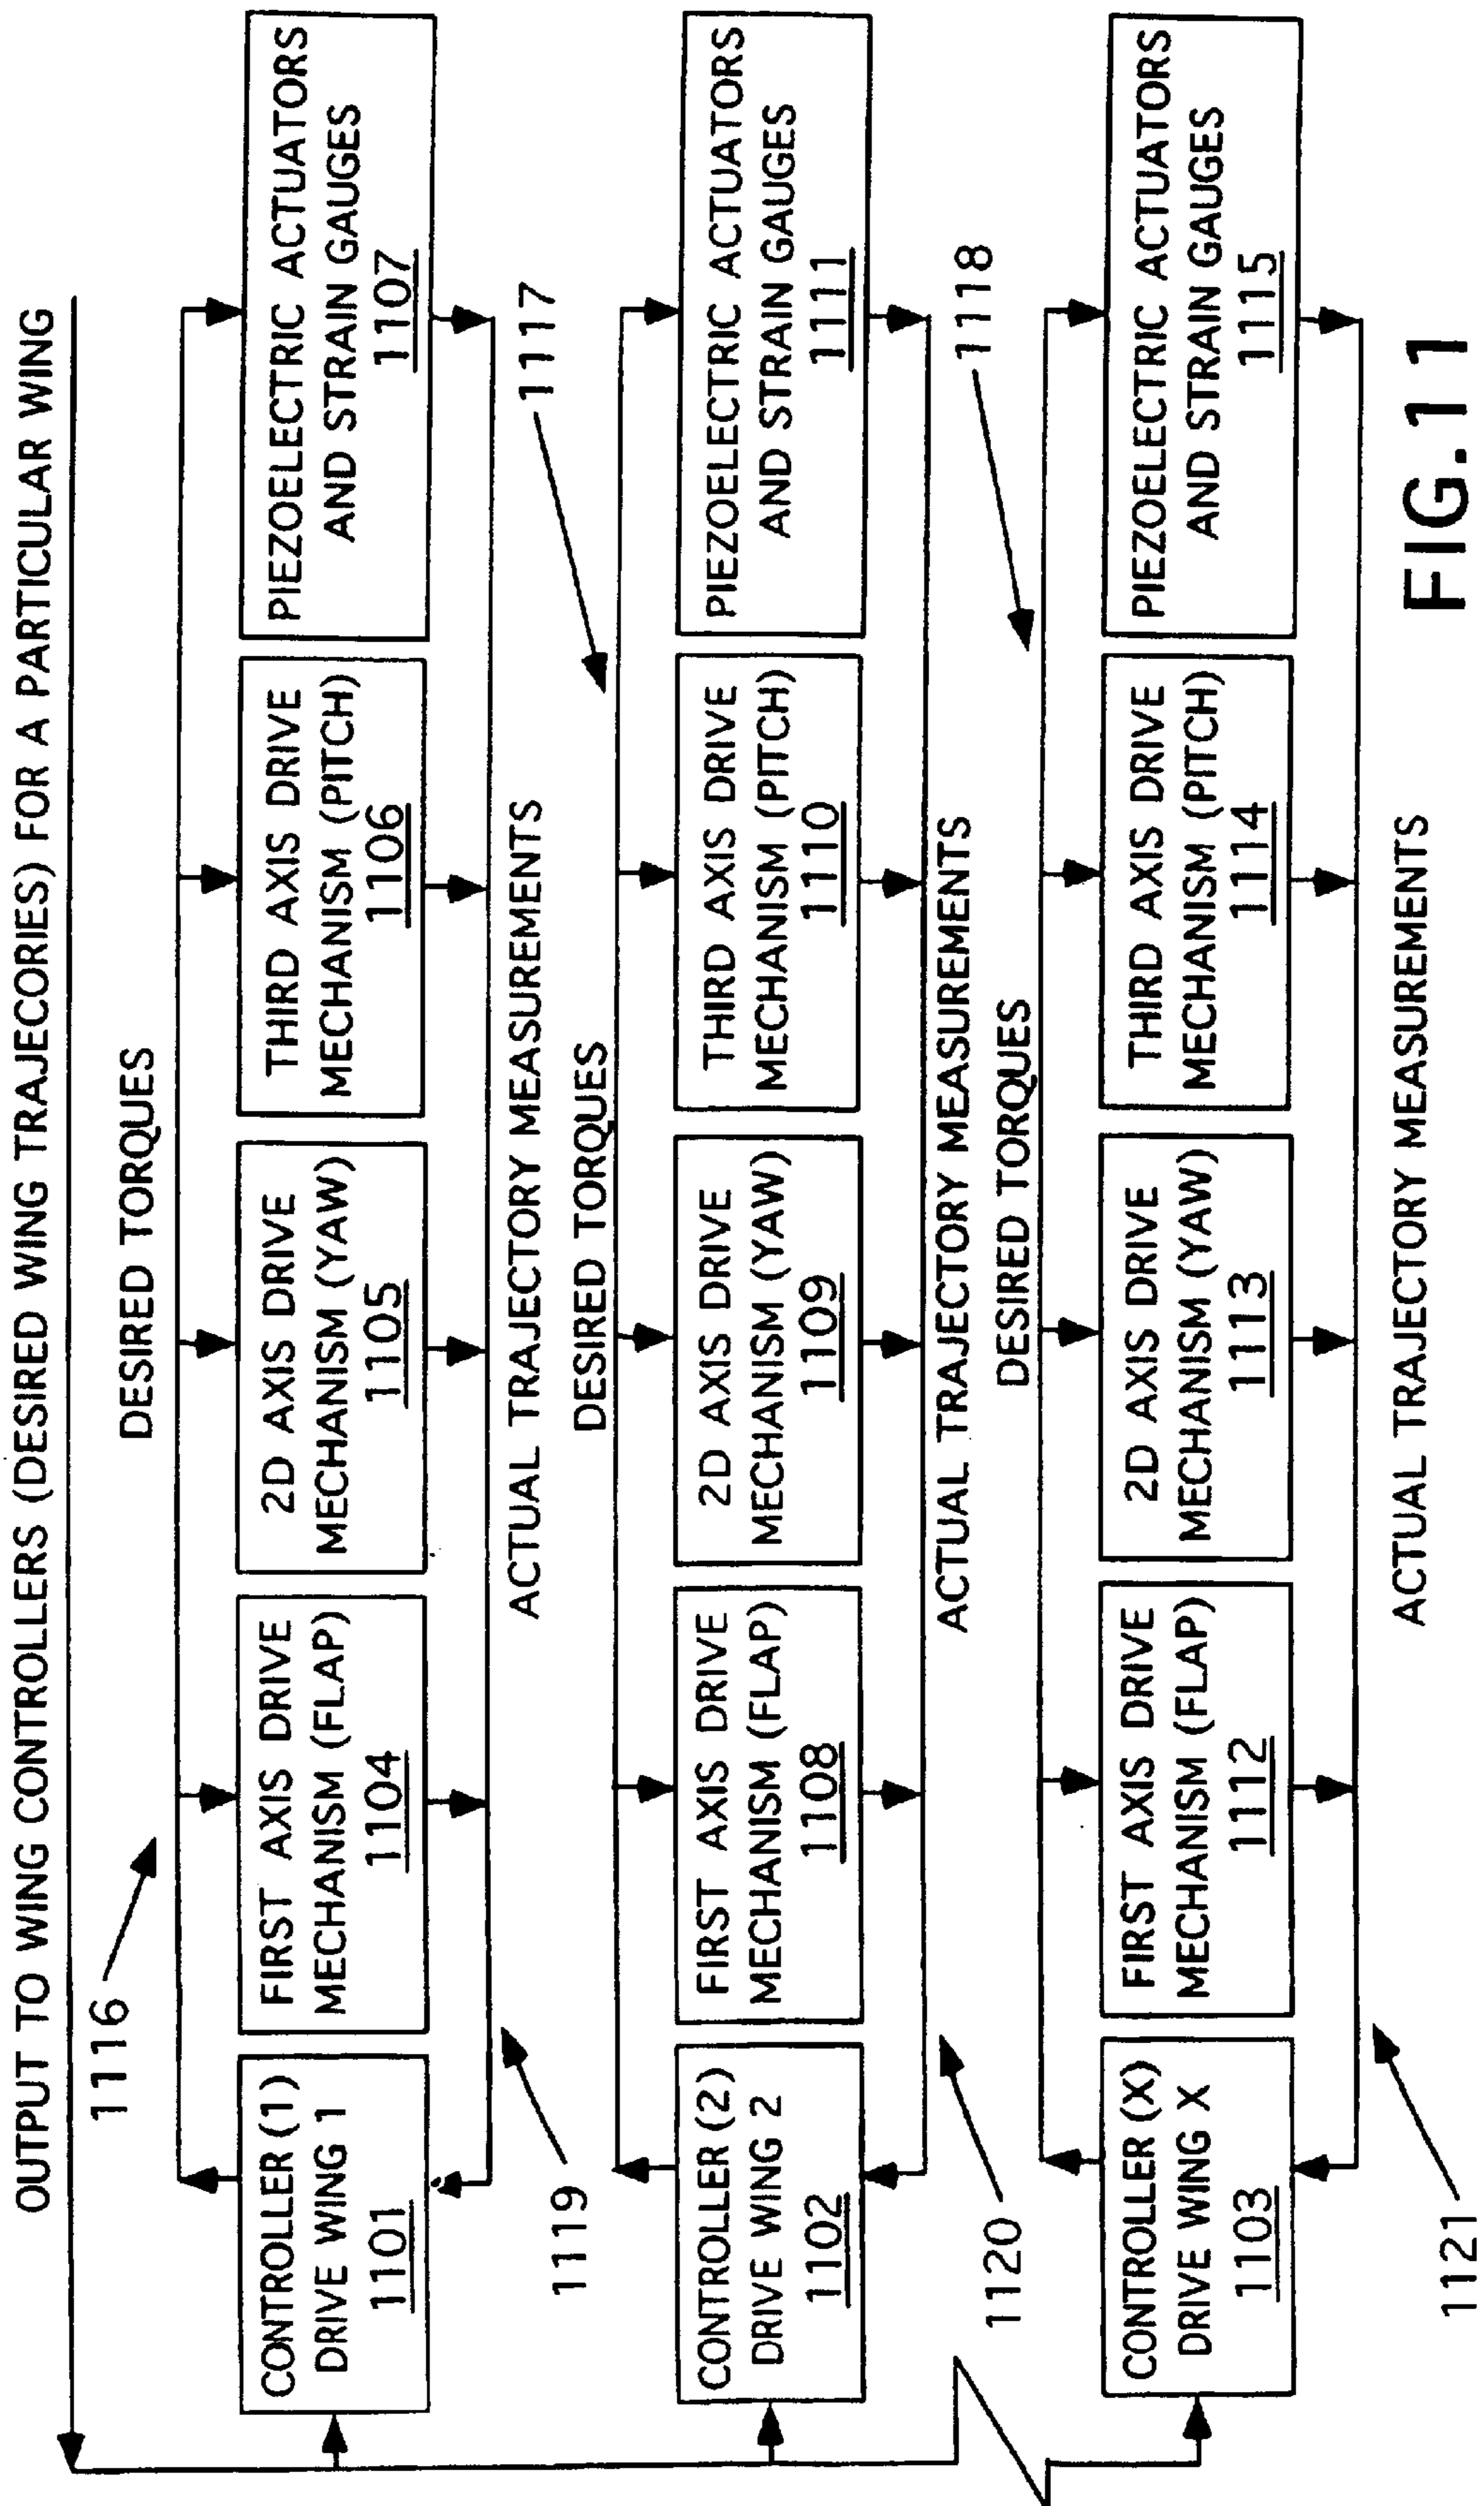 OUTPUT TO WING CONTROLLERS (DESIRED WING TRAJECORIES) FOR A PARTICULAR WING
1116
DESIRED TORQUES
CONTROLLER (1)
DRIVE WING 1
1101
FIRST AXIS DRIVE
MECHANISM (FLAP)
1104
2D AXIS DRIVE
MECHANISM (YAW)
1105
THIRD AXIS DRIVE
MECHANISM (PITCH)
1106
PIEZOELECTRIC ACTUATORS
AND STRAIN GAUGES
1107
1119
ACTUAL TRAJECTORY MEASUREMENTS
1117
DESIRED TORQUES
CONTROLLER (2)
DRIVE WING 2
1102
FIRST AXIS DRIVE
MECHANISM (FLAP)
1108
2D AXIS DRIVE
MECHANISM (YAW)
1109
THIRD AXIS DRIVE
MECHANISM (PITCH)
1110
PIEZOELECTRIC ACTUATORS
AND STRAIN GAUGES
1111
1120
ACTUAL TRAJECTORY MEASUREMENTS
1118
DESIRED TORQUES
CONTROLLER (X)
DRIVE WING X
1103
FIRST AXIS DRIVE
MECHANISM (FLAP)
1112
2D AXIS DRIVE
MECHANISM (YAW)
1113
THIRD AXIS DRIVE
MECHANISM (PITCH)
1114
PIEZOELECTRIC ACTUATORS
AND STRAIN GAUGES
1115
1121
ACTUAL TRAJECTORY MEASUREMENTS
FIG.11